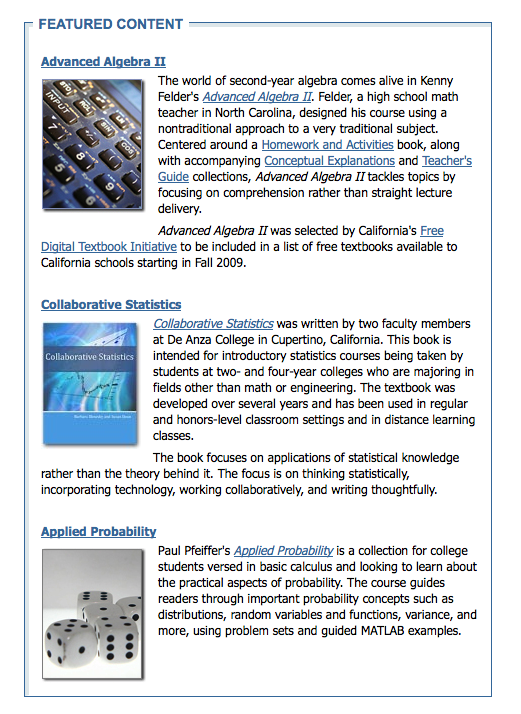 FEATURED CONTENT
Advanced Algebra II
The world of second-year algebra comes alive in Kenny
Felder's Advanced Algebra II. Felder, a high school math
teacher in North Carolina, designed his course using a
nontraditional approach to a very traditional subject.
Centered around a Homework and Activities book, along
with accompanying Conceptual Explanations and Teacher's
Guide collections, Advanced Algebra II tackles topics by
focusing on comprehension rather than straight lecture
delivery.
Advanced Algebra II was selected by California's Free
Digital Textbook Initiative to be included in a list of free textbooks available to
California schools starting in Fall 2009.
Collaborative Statistics
Collaborative Statistics
Collaborative Statistics was written by two faculty members
at De Anza College in Cupertino, California. This book is
intended for introductory statistics courses being taken by
students at two- and four-year colleges who are majoring in
fields other than math or engineering. The textbook was
developed over several years and has been used in regular
and honors-level classroom settings and in distance learning
classes.
The book focuses on applications of statistical knowledge
rather than the theory behind it. The focus is on thinking statistically,
incorporating technology, working collaboratively, and writing thoughtfully.
Applied Probability
Paul Pfeiffer's Applied Probability is a collection for college
students versed in basic calculus and looking to learn about
the practical aspects of probability. The course guides
readers through important probability concepts such as
distributions, random variables and functions, variance, and
more, using problem sets and guided MATLAB examples.